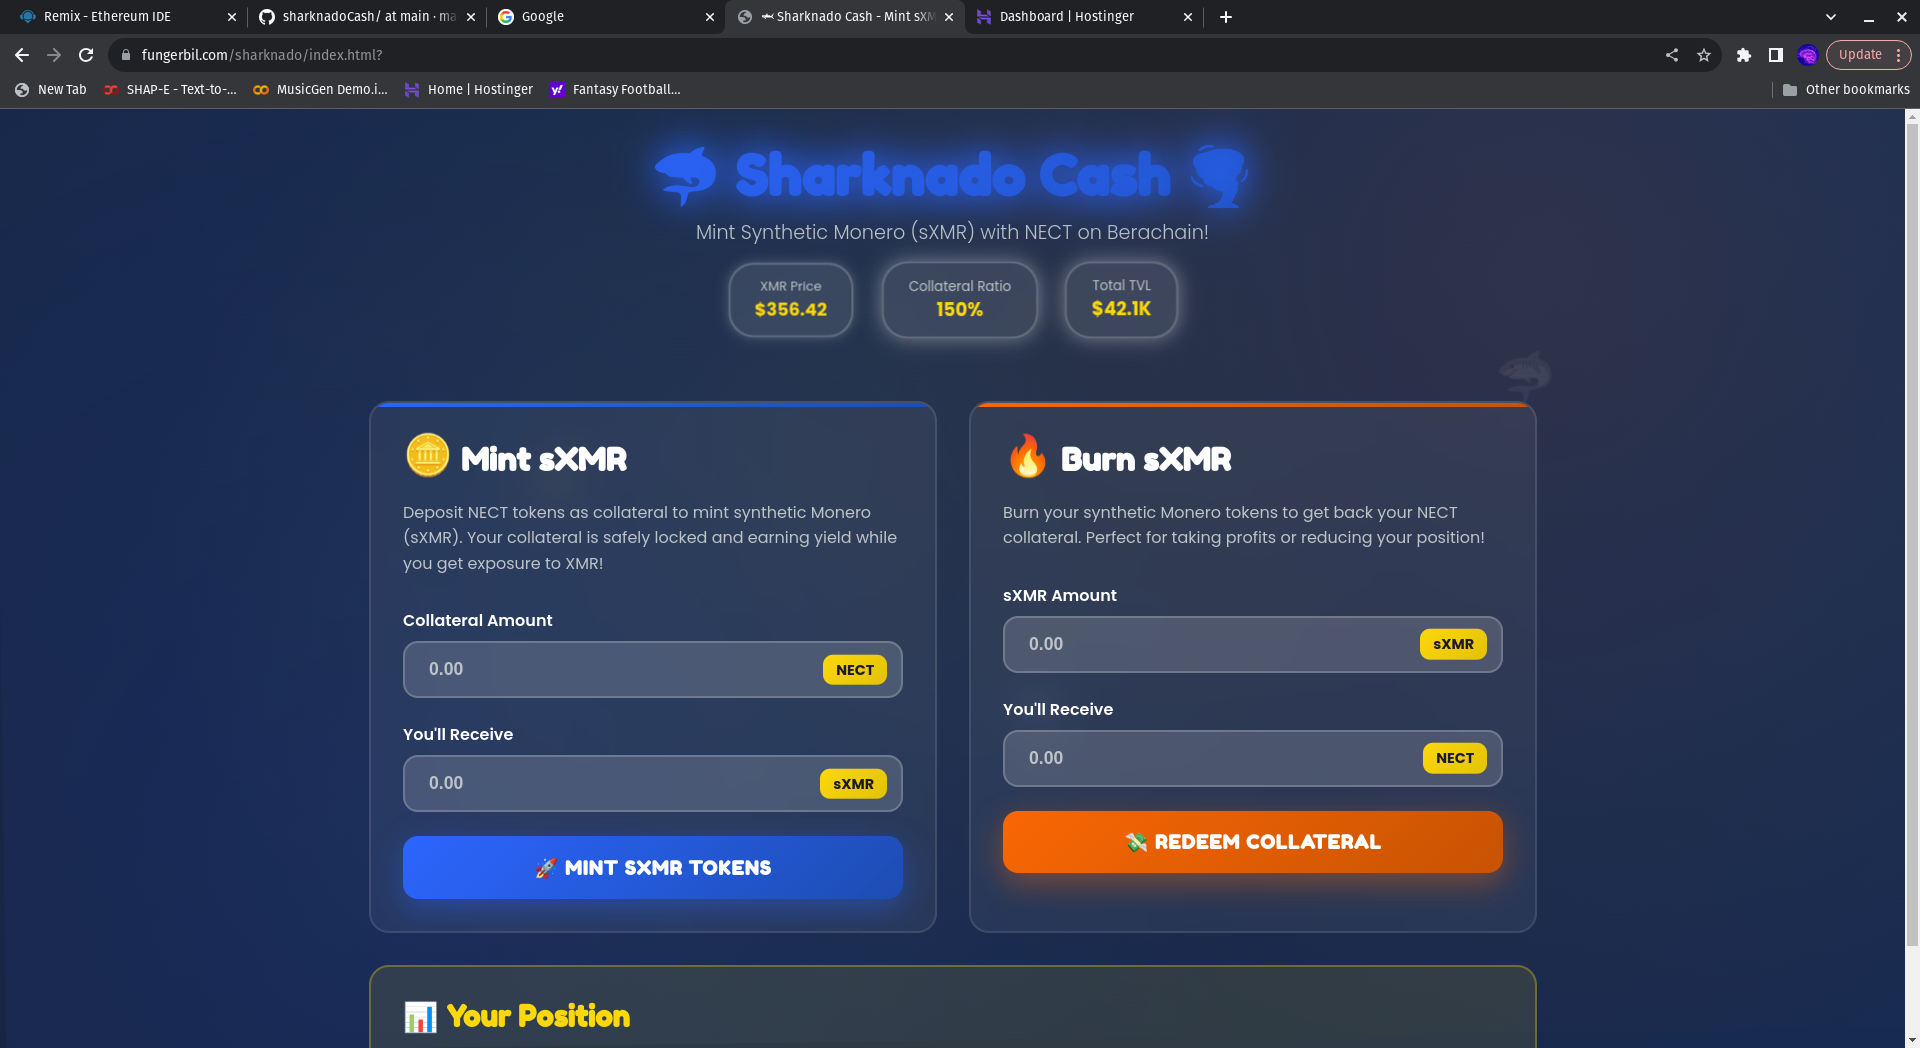 Remix - Ethereum IDE
sharknadoCash/ at main · ma
Google
Sharknado Cash - Mint sXM
Dashboard | Hostinger
fungerbil.com/sharknado/index.html?
Update
New Tab
SHAP-E - Text-to-...
MusicGen Demo.i...
Home | Hostinger
Fantasy Football...
Other bookmarks
Sharknado Cash
Mint Synthetic Monero (sXMR) with NECT on Berachain!
XMR Price
$356.42
Collateral Ratio
150%
Total TVL
$42.1K
Mint sXMR
Deposit NECT tokens as collateral to mint synthetic Monero
(sXMR). Your collateral is safely locked and earning yield while
you get exposure to XMR!
Collateral Amount
0.00
NECT
You'll Receive
0.00
sXMR
MINT SXMR TOKENS
Burn sXMR
Burn your synthetic Monero tokens to get back your NECT
collateral. Perfect for taking profits or reducing your position!
sXMR Amount
0.00
sXMR
You'll Receive
0.00
NECT
REDEEM COLLATERAL
Your Position